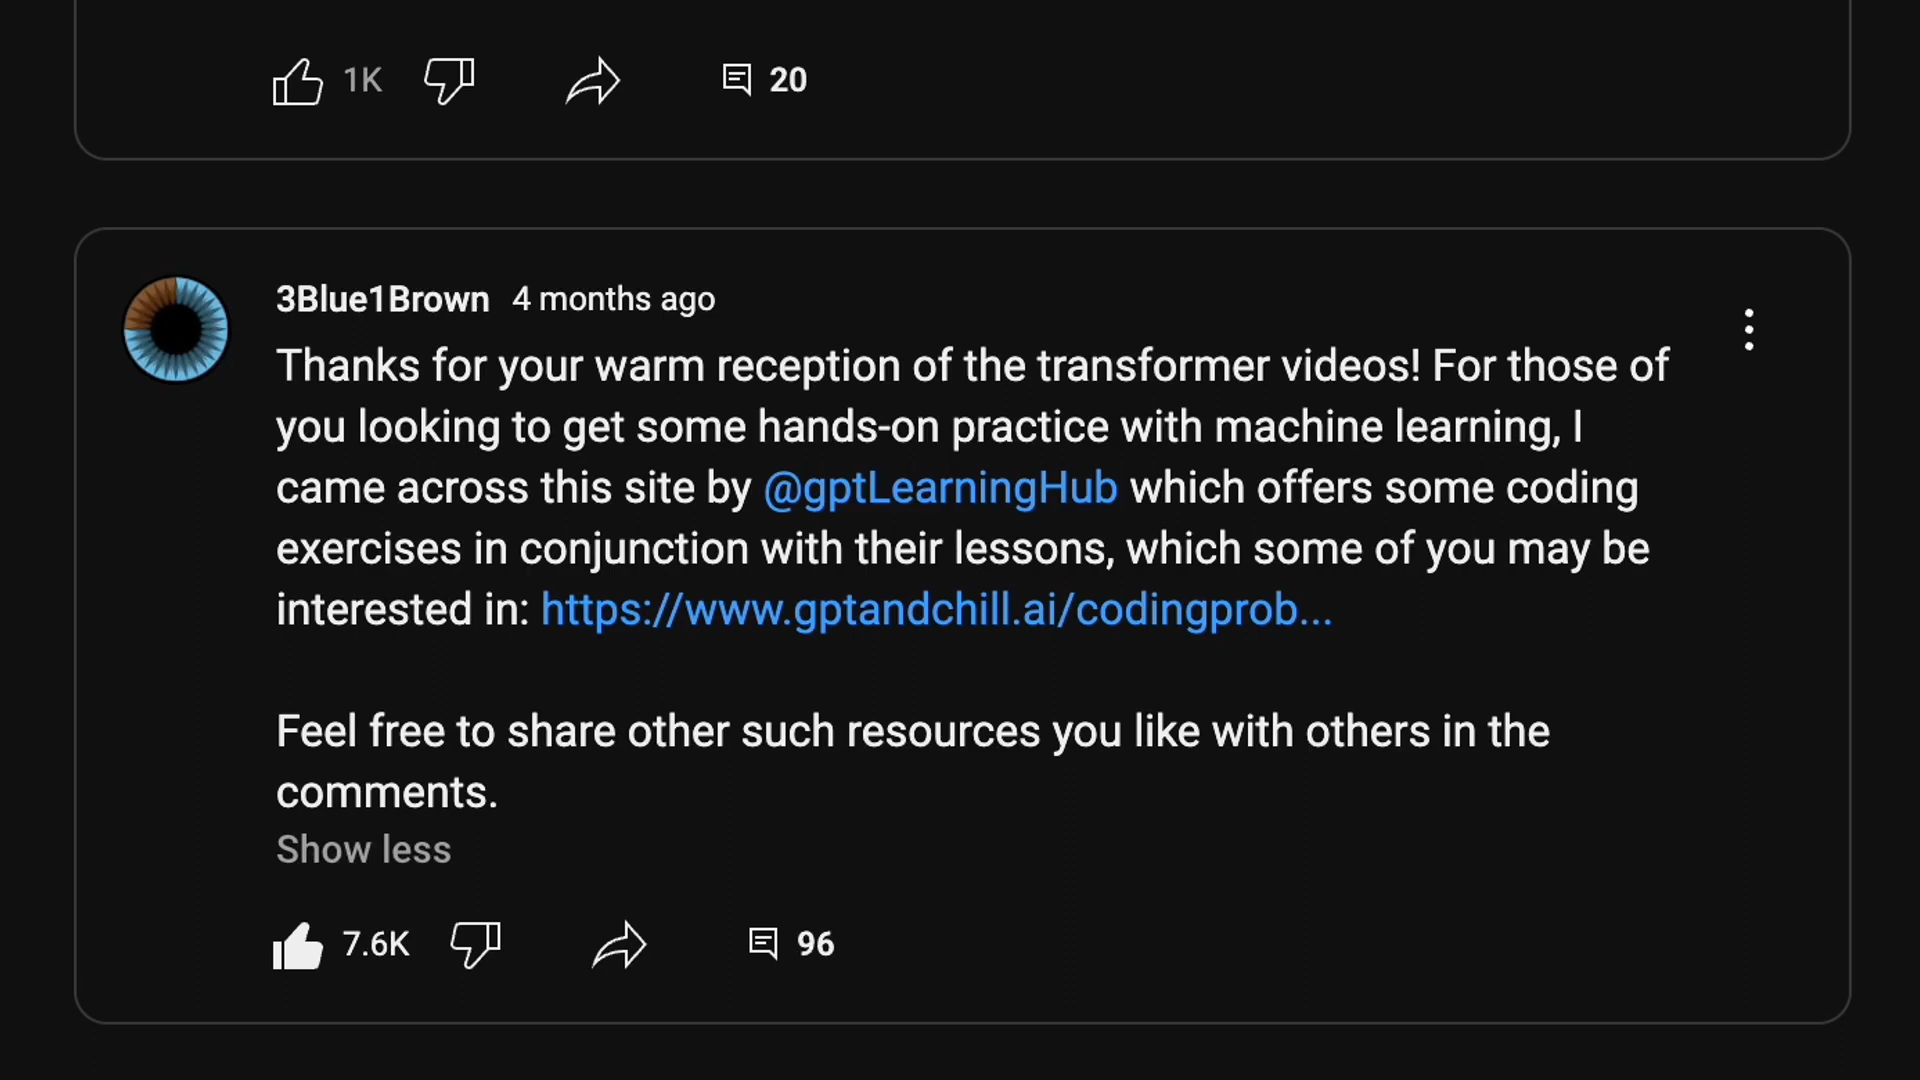 1K 20
3Blue1Brown 4 months ago
Thanks for your warm reception of the transformer videos! For those of
you looking to get some hands-on practice with machine learning, I
came across this site by @gptLearningHub which offers some coding
exercises in conjunction with their lessons, which some of you may be
interested in: https://www.gptandchill.ai/codingprob...
Feel free to share other such resources you like with others in the
comments.
Show less
7.6K 96